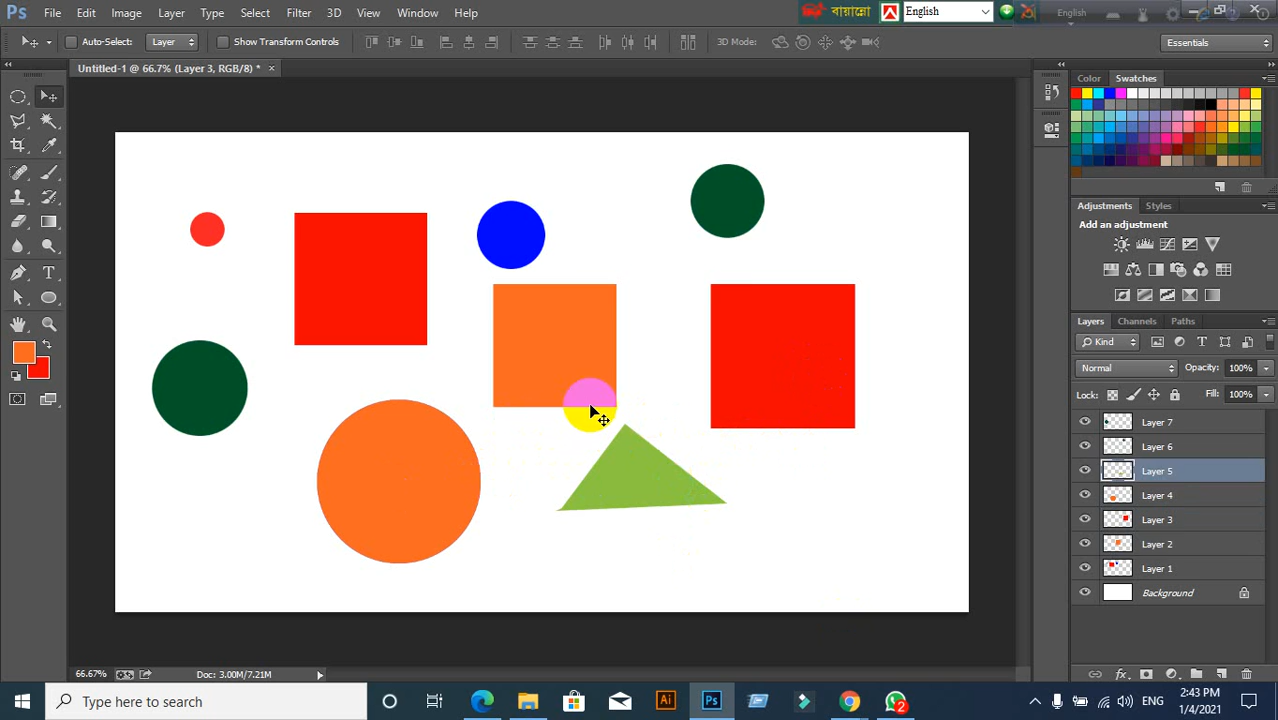 Ps File Edit Image Layer Type Select Filter 3D View Window Help
বায়ান্নো English English
Auto-Select: Layer Show Transform Controls 3D Mode: Essentials
Untitled-1 @ 66.7% (Layer 3, RGB/8) * ×
Color Swatches
Adjustments Styles
Add an adjustment
Layers Channels Paths
Kind
Normal Opacity: 100%
Lock: Fill: 100%
Layer 7
Layer 6
Layer 5
Layer 4
Layer 3
Layer 2
Layer 1
Background
66.67% Doc: 3.00M/7.21M
Type here to search
Ai Ps 2 ENG
2:43 PM
1/4/2021